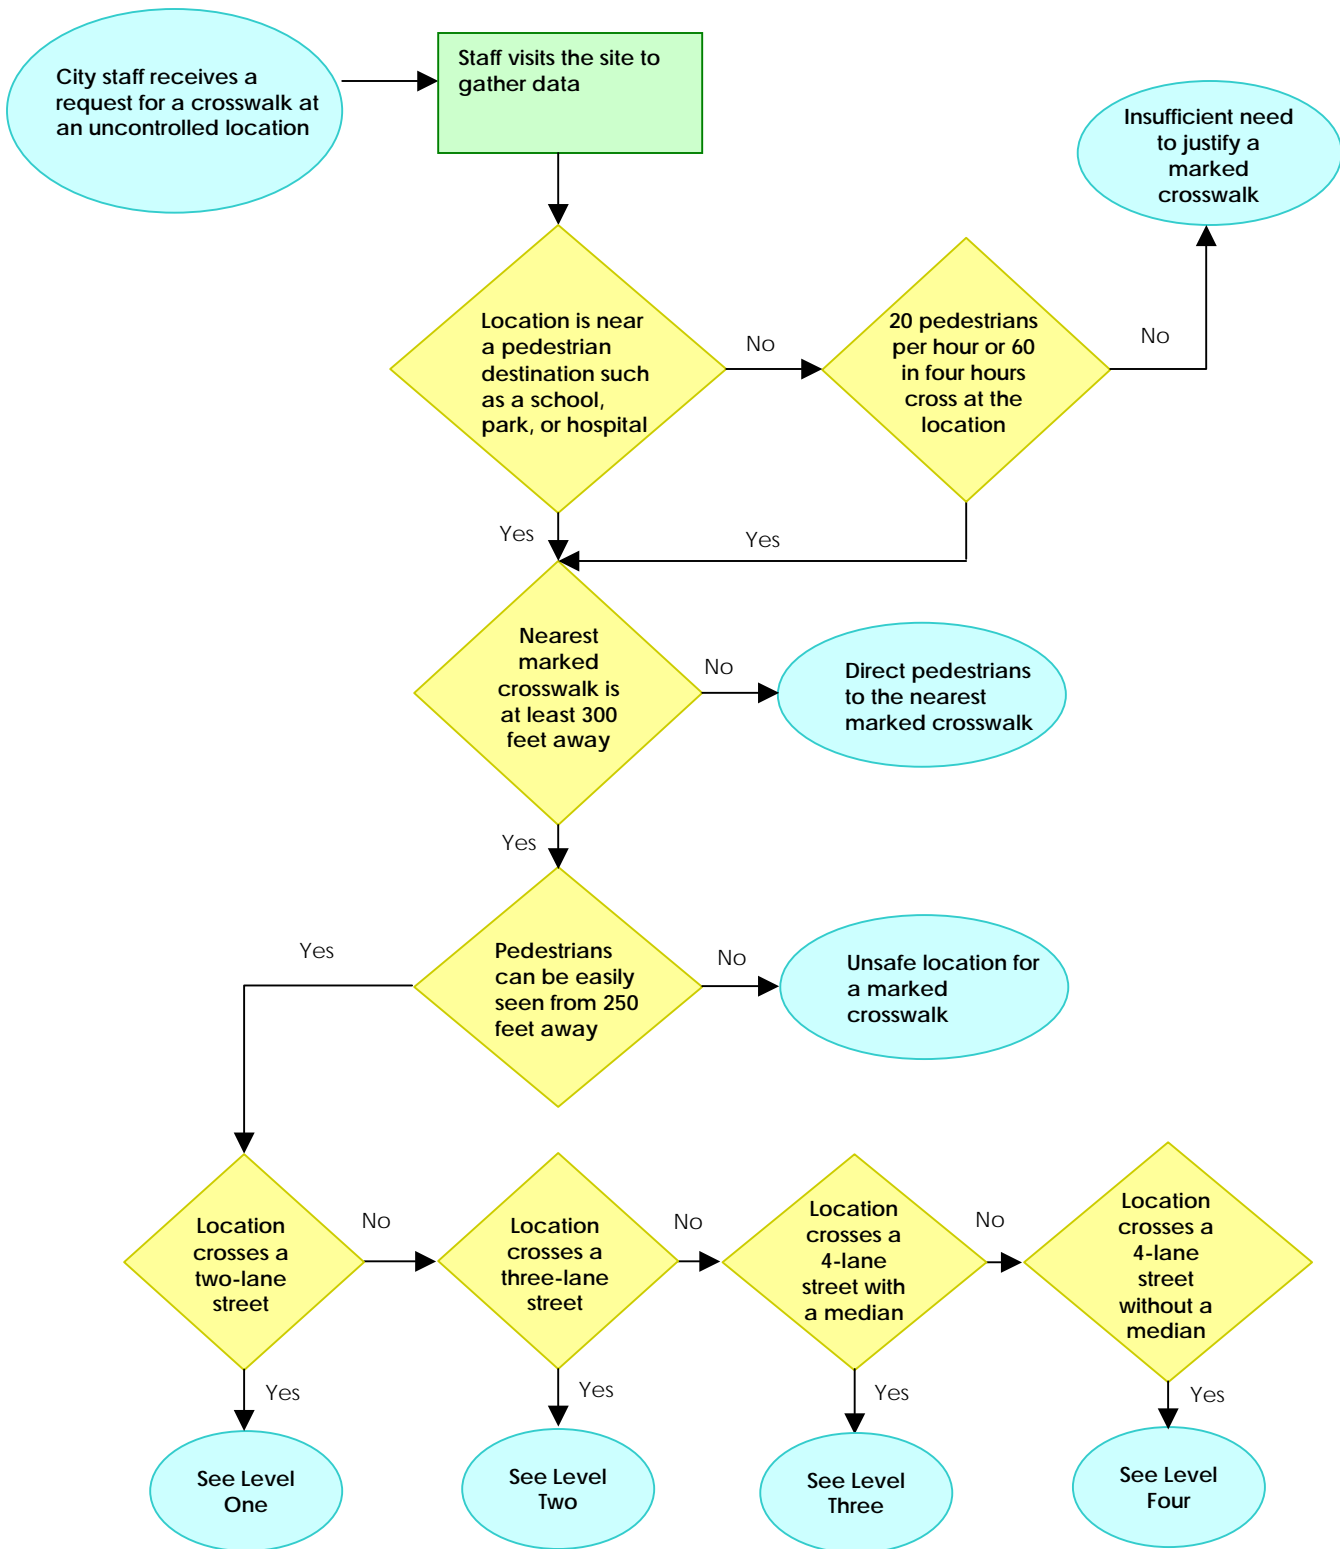 City staff receives a
request for a crosswalk at
an uncontrolled location
Staff visits the site to
gather data
Insufficient need
to justify a
marked
crosswalk
Location is near
a pedestrian
destination such
as a school,
park, or hospital
No
20 pedestrians
per hour or 60
in four hours
cross at the
location
No
Yes
Yes
Nearest
marked
crosswalk is
at least 300
feet away
No
Direct pedestrians
to the nearest
marked crosswalk
Yes
Yes
Pedestrians
can be easily
seen from 250
feet away
No
Unsafe location for
a marked
crosswalk
Location
crosses a
two-lane
street
No
Location
crosses a
three-lane
street
No
Location
crosses a
4-lane
street with
a median
No
Location
crosses a
4-lane
street
without a
median
Yes
Yes
Yes
Yes
See Level
One
See Level
Two
See Level
Three
See Level
Four